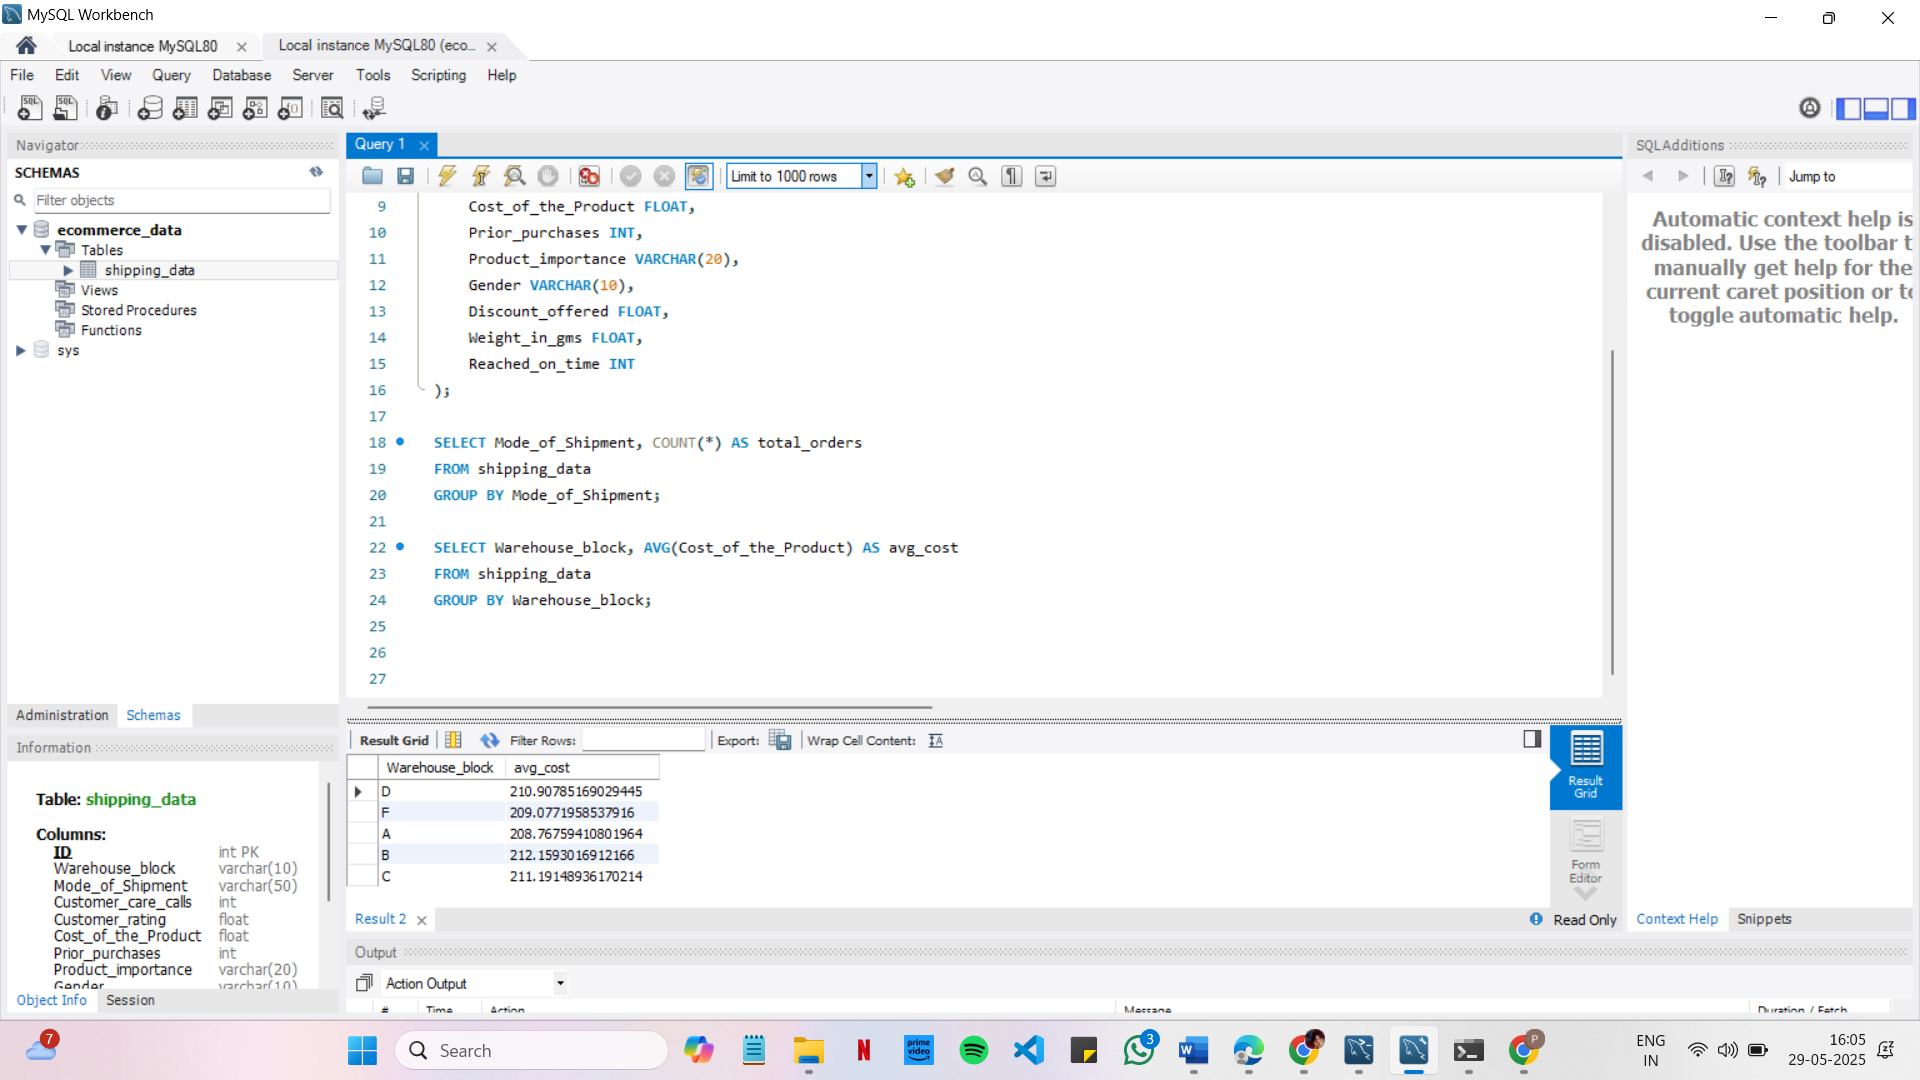 MySQL Workbench
Local instance MySQL80
Local instance MySQL80 (eco...
File Edit View Query Database Server Tools Scripting Help
Navigator
SCHEMAS
Filter objects
ecommerce_data
Tables
shipping_data
Views
Stored Procedures
Functions
sys
Administration Schemas
Information
Table: shipping_data
Columns:
ID int PK
Warehouse_block varchar(10)
Mode_of_Shipment varchar(50)
Customer_care_calls int
Customer_rating float
Cost_of_the_Product float
Prior_purchases int
Product_importance varchar(20)
Gender varchar(10)
Object Info Session
Query 1
Limit to 1000 rows
9 Cost_of_the_Product FLOAT,
10 Prior_purchases INT,
11 Product_importance VARCHAR(20),
12 Gender VARCHAR(10),
13 Discount_offered FLOAT,
14 Weight_in_gms FLOAT,
15 Reached_on_time INT
16 );
17
18 SELECT Mode_of_Shipment, COUNT(*) AS total_orders
19 FROM shipping_data
20 GROUP BY Mode_of_Shipment;
21
22 SELECT Warehouse_block, AVG(Cost_of_the_Product) AS avg_cost
23 FROM shipping_data
24 GROUP BY Warehouse_block;
25
26
27
Result Grid Filter Rows: Export: Wrap Cell Content:
Warehouse_block avg_cost
D 210.90785169029445
F 209.0771958537916
A 208.76759410801964
B 212.1593016912166
C 211.19148936170214
Result Grid
Form Editor
Result 2
Read Only
Output
Action Output
# Time Action Message Duration / Fetch
SQLAdditions
Jump to
Automatic context help is
disabled. Use the toolbar t
manually get help for the
current caret position or to
toggle automatic help.
Context Help Snippets
7
Search
prime video
3
P
ENG
IN
16:05
29-05-2025